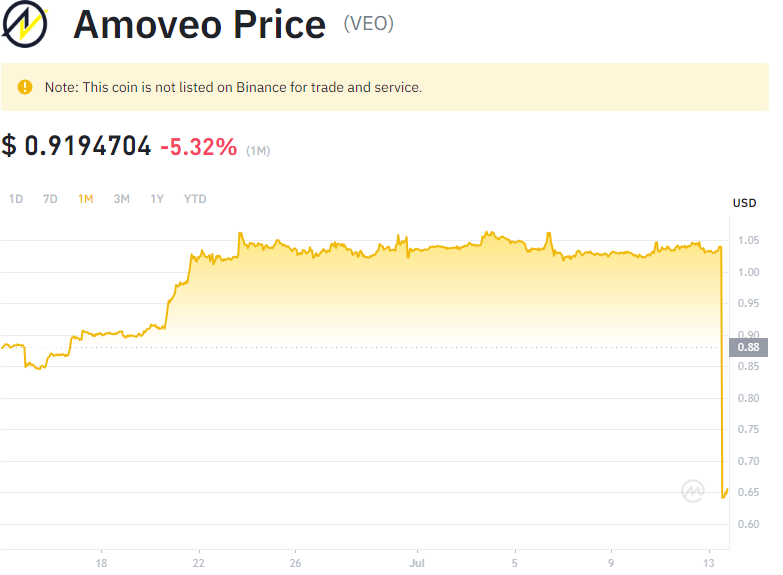 Amoveo Price (VEO)
Note: This coin is not listed on Binance for trade and service.
$ 0.9194704 -5.32% (1M)
1D 7D 1M 3M 1Y YTD
USD
1.05
1.00
0.95
0.90
0.88
0.85
0.80
0.75
0.70
0.65
0.60
18 22 26 Jul 5 9 13